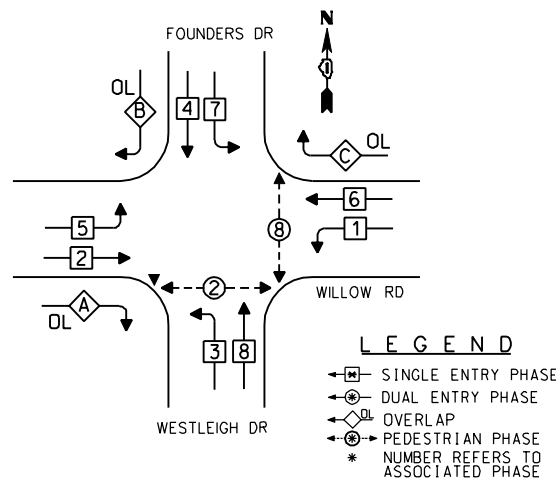 FOUNDERS DR
N
OL
B
4
7
C
OL
6
5
8
1
2
2
WILLOW RD
A
OL
3
8
WESTLEIGH DR
LEGEND
* SINGLE ENTRY PHASE
* DUAL ENTRY PHASE
OL OVERLAP
* PEDESTRIAN PHASE
* NUMBER REFERS TO
ASSOCIATED PHASE